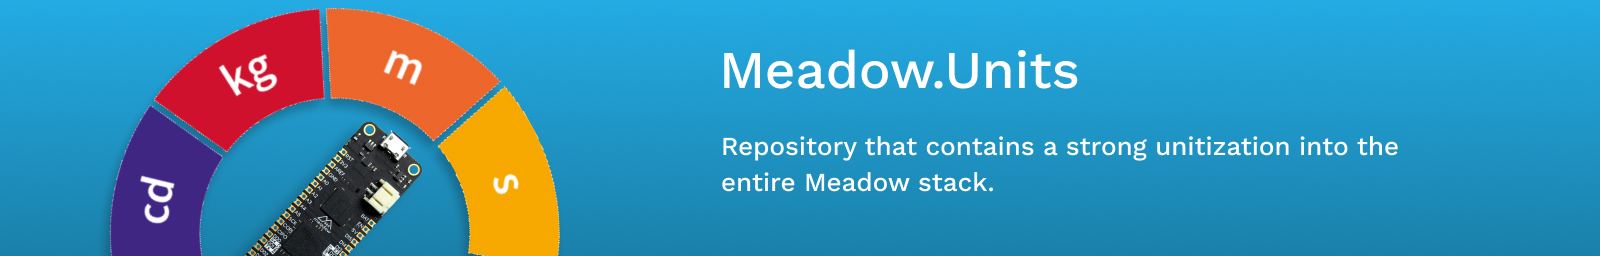 kg
m
cd
s
Meadow.Units
Repository that contains a strong unitization into the
entire Meadow stack.